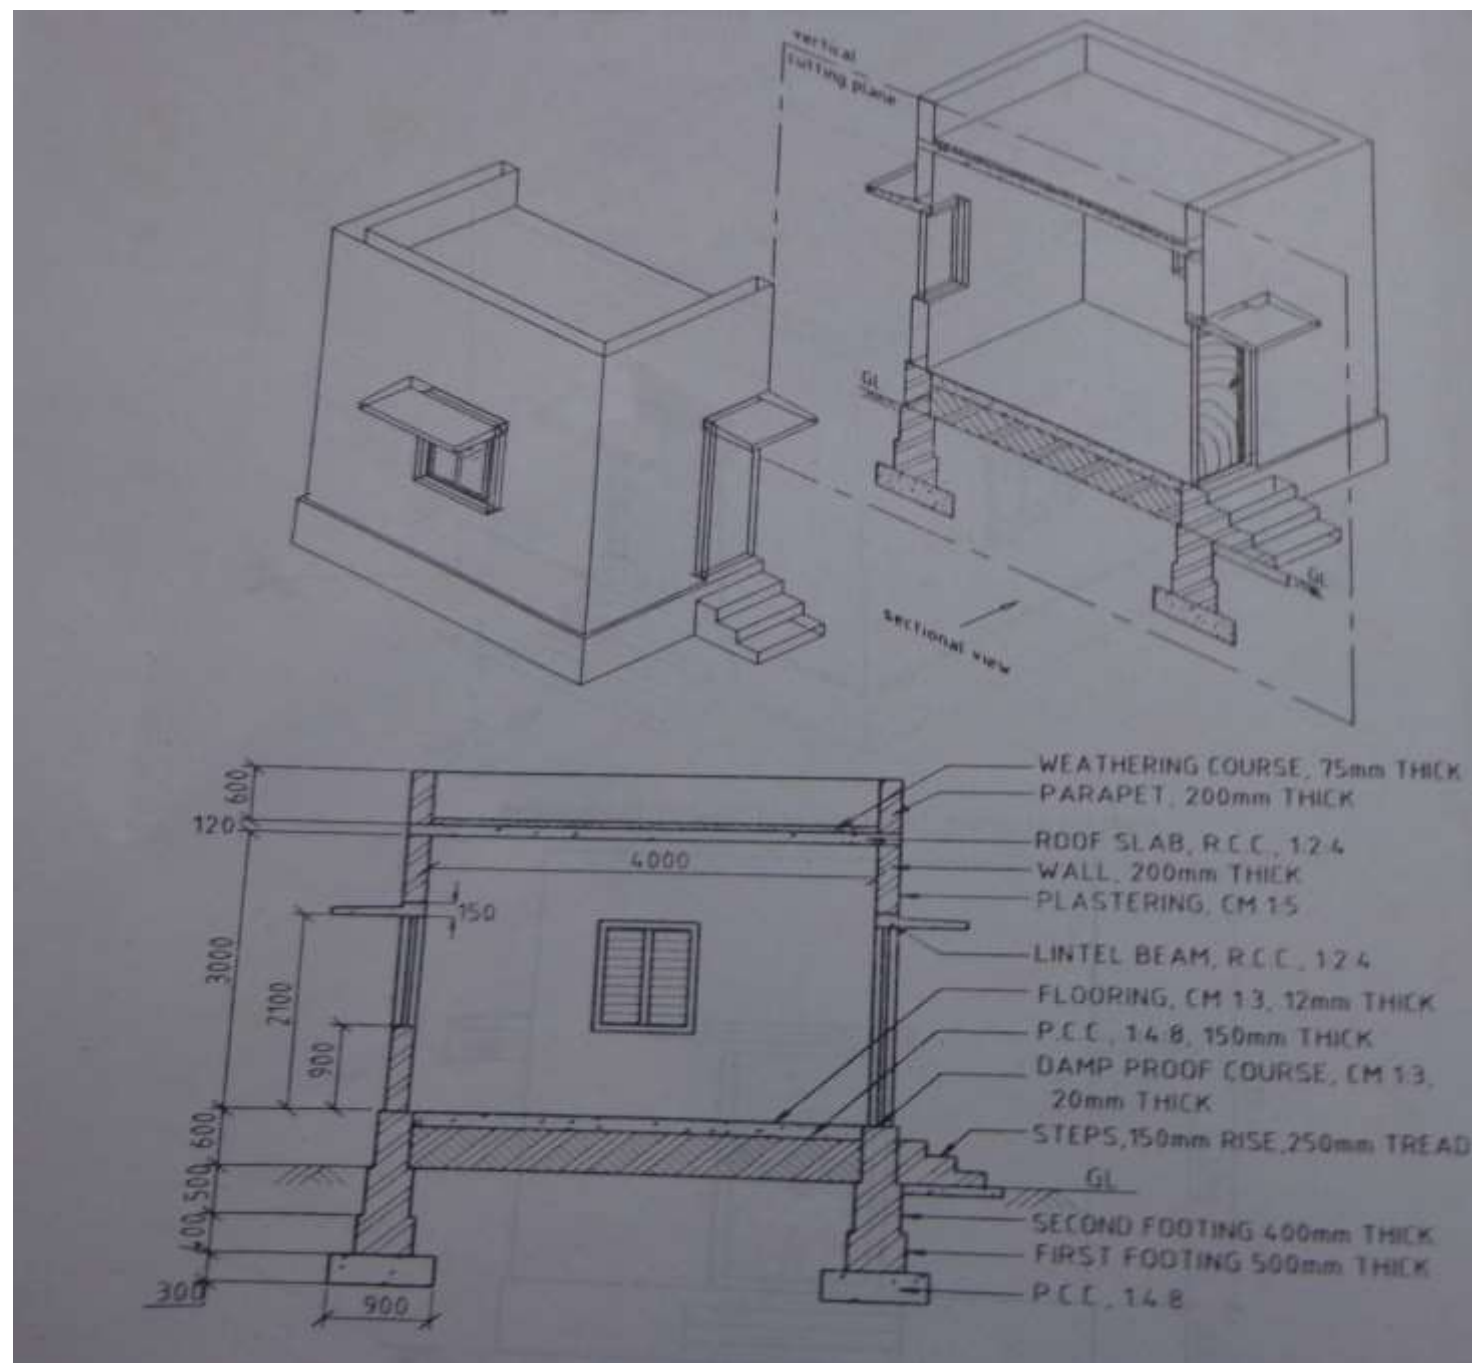 vertical
cutting plane
GL
GL
sectional view
WEATHERING COURSE, 75mm THICK
PARAPET, 200mm THICK
ROOF SLAB, R.C.C., 1:2:4
WALL, 200mm THICK
PLASTERING, CM 1:5
LINTEL BEAM, R.C.C., 1:2:4
FLOORING, CM 1:3, 12mm THICK
P.C.C., 1:4:8, 150mm THICK
DAMP PROOF COURSE, CM 1:3,
20mm THICK
STEPS,150mm RISE,250mm TREAD
GL
SECOND FOOTING 400mm THICK
FIRST FOOTING 500mm THICK
P.C.C., 1:4:8
600
120
4000
150
3000
2100
900
600
500
400
300
900